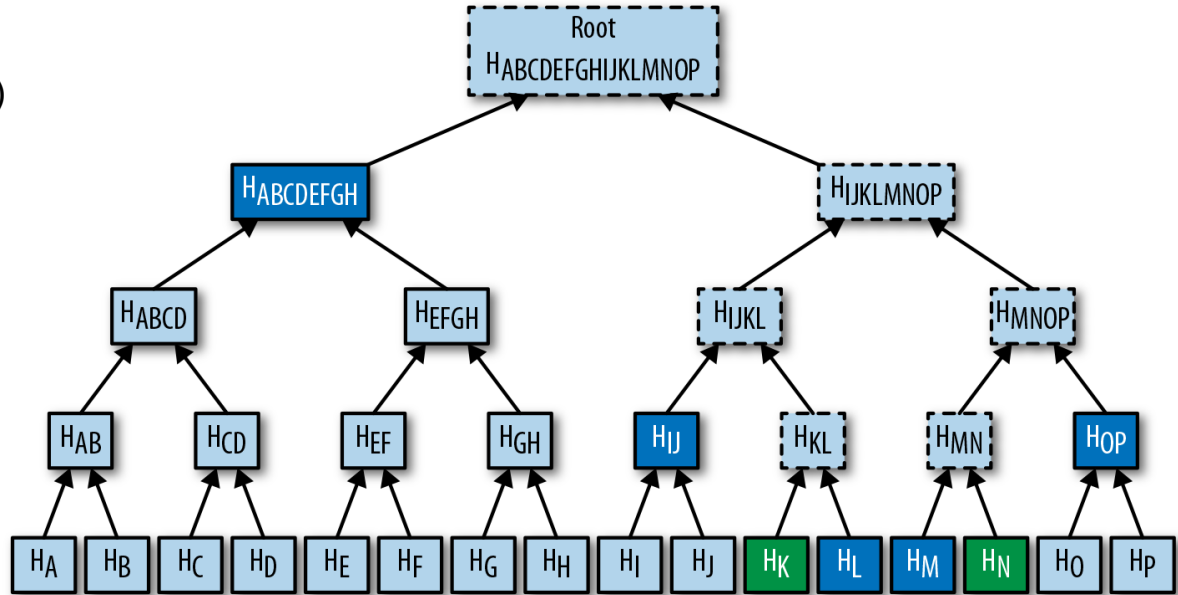 )
Root
HABCDEFGHIJKLMNOP
HABCDEFGH
HIJKLMNOP
HABCD
HEFGH
HIJKL
HMNOP
HAB
HCD
HEF
HGH
HIJ
HKL
HMN
HOP
HA
HB
HC
HD
HE
HF
HG
HH
HI
HJ
HK
HL
HM
HN
HO
HP